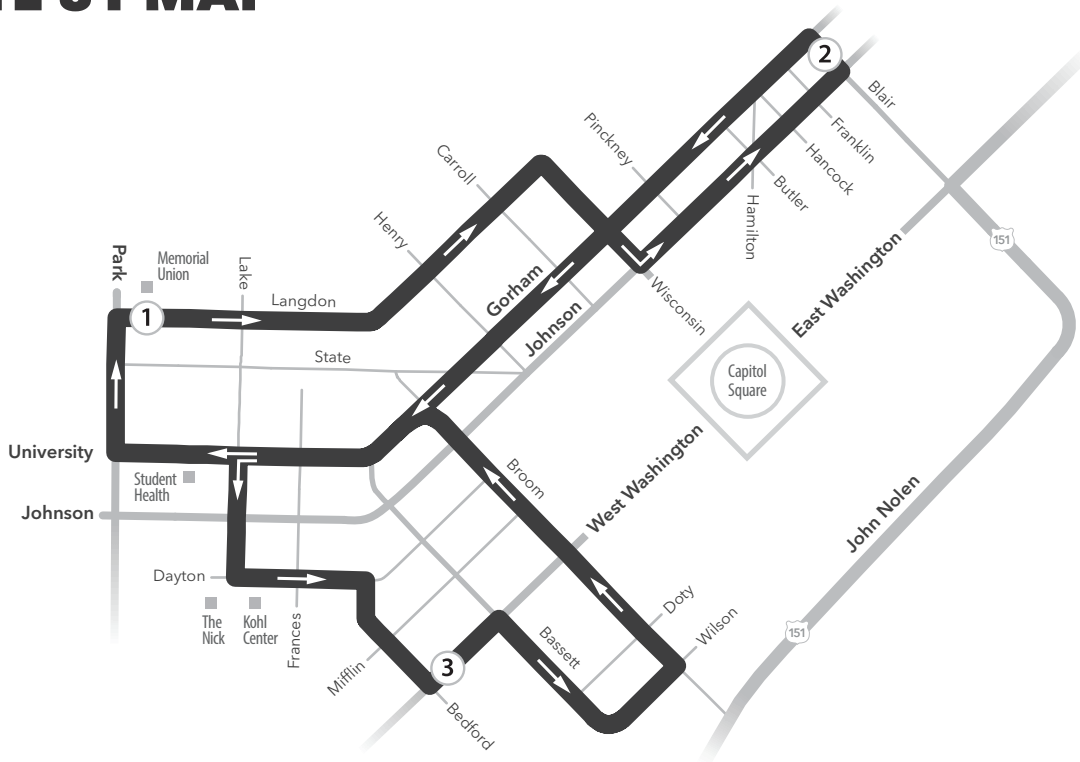 MAP
2
Blair
Franklin
Hancock
Butler
Hamilton
Pinckney
Carroll
Henry
151
Park
Memorial
Union
Lake
1
Langdon
Gorham
Johnson
Wisconsin
East Washington
State
Capitol
Square
University
Student
Health
Johnson
Broom
West Washington
John Nolen
Dayton
The
Nick
Kohl
Center
Frances
Mifflin
3
Bedford
Bassett
Doty
Wilson
151